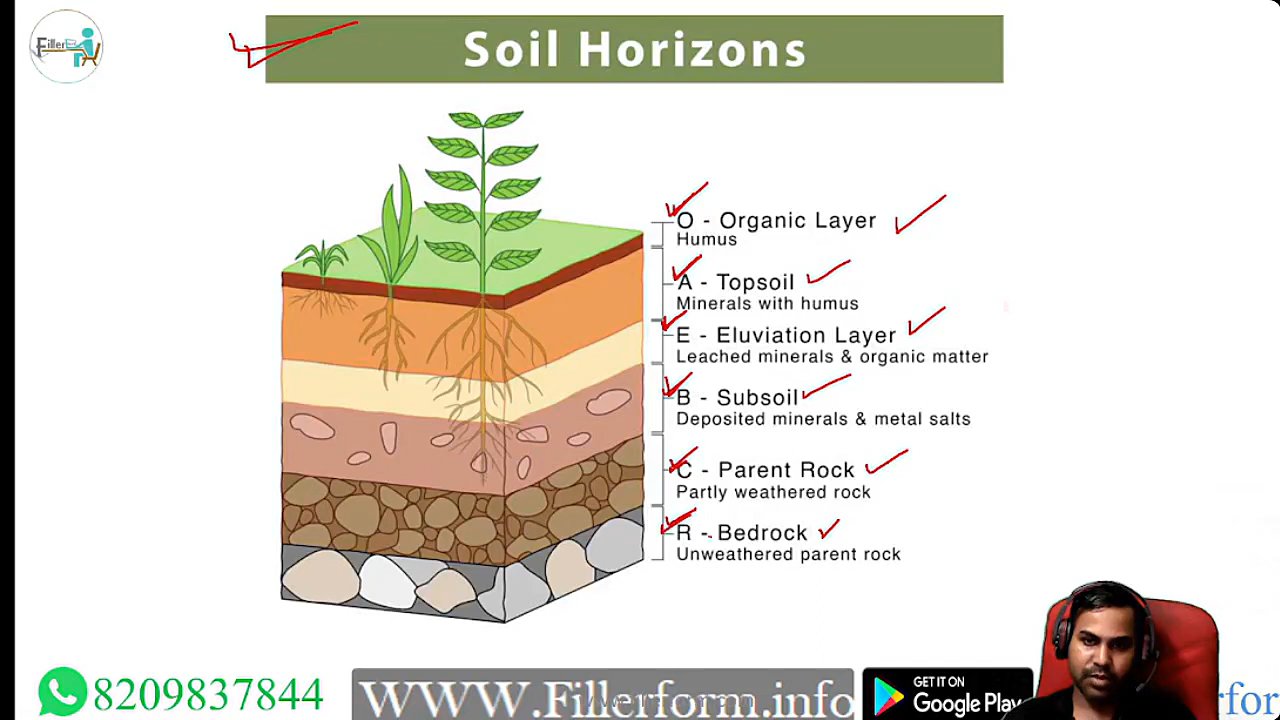 Filler
Soil Horizons
O - Organic Layer
Humus
A - Topsoil
Minerals with humus
E - Eluviation Layer
Leached minerals & organic matter
B - Subsoil
Deposited minerals & metal salts
C - Parent Rock
Partly weathered rock
R - Bedrock
Unweathered parent rock
8209837844
WWW.Fillerform.info
GET IT ON
Google Play
for